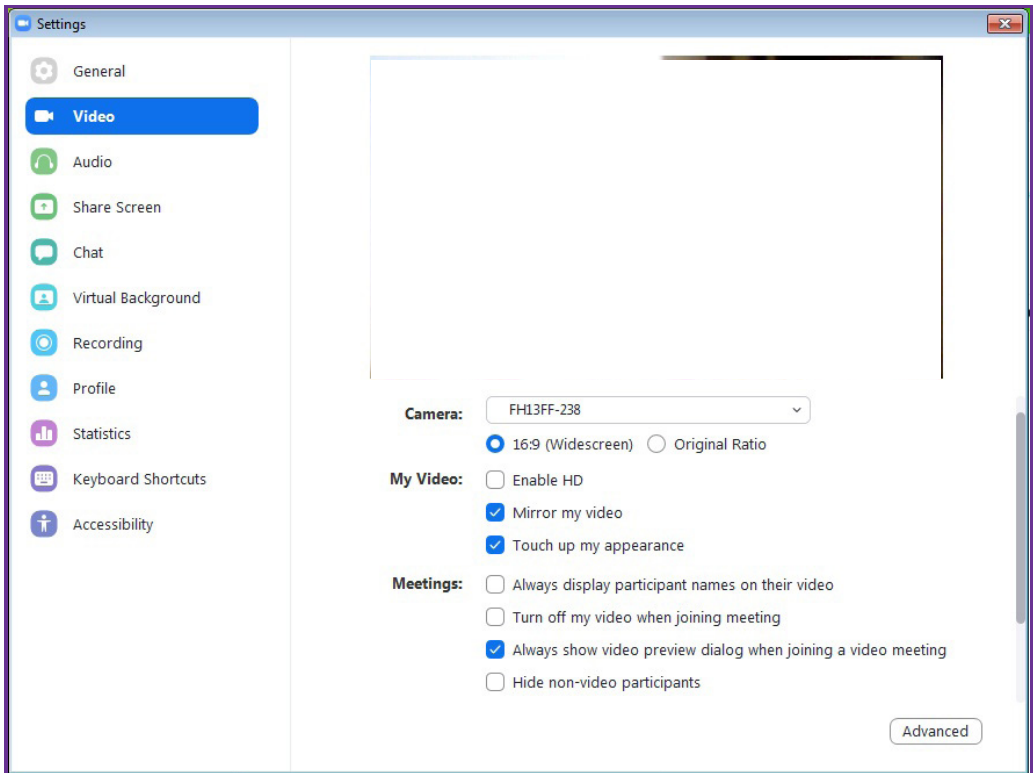 Settings
General
Video
Audio
Share Screen
Chat
Virtual Background
Recording
Profile
Statistics
Keyboard Shortcuts
Accessibility
Camera: FH13FF-238
16:9 (Widescreen) Original Ratio
My Video: Enable HD
Mirror my video
Touch up my appearance
Meetings: Always display participant names on their video
Turn off my video when joining meeting
Always show video preview dialog when joining a video meeting
Hide non-video participants
Advanced